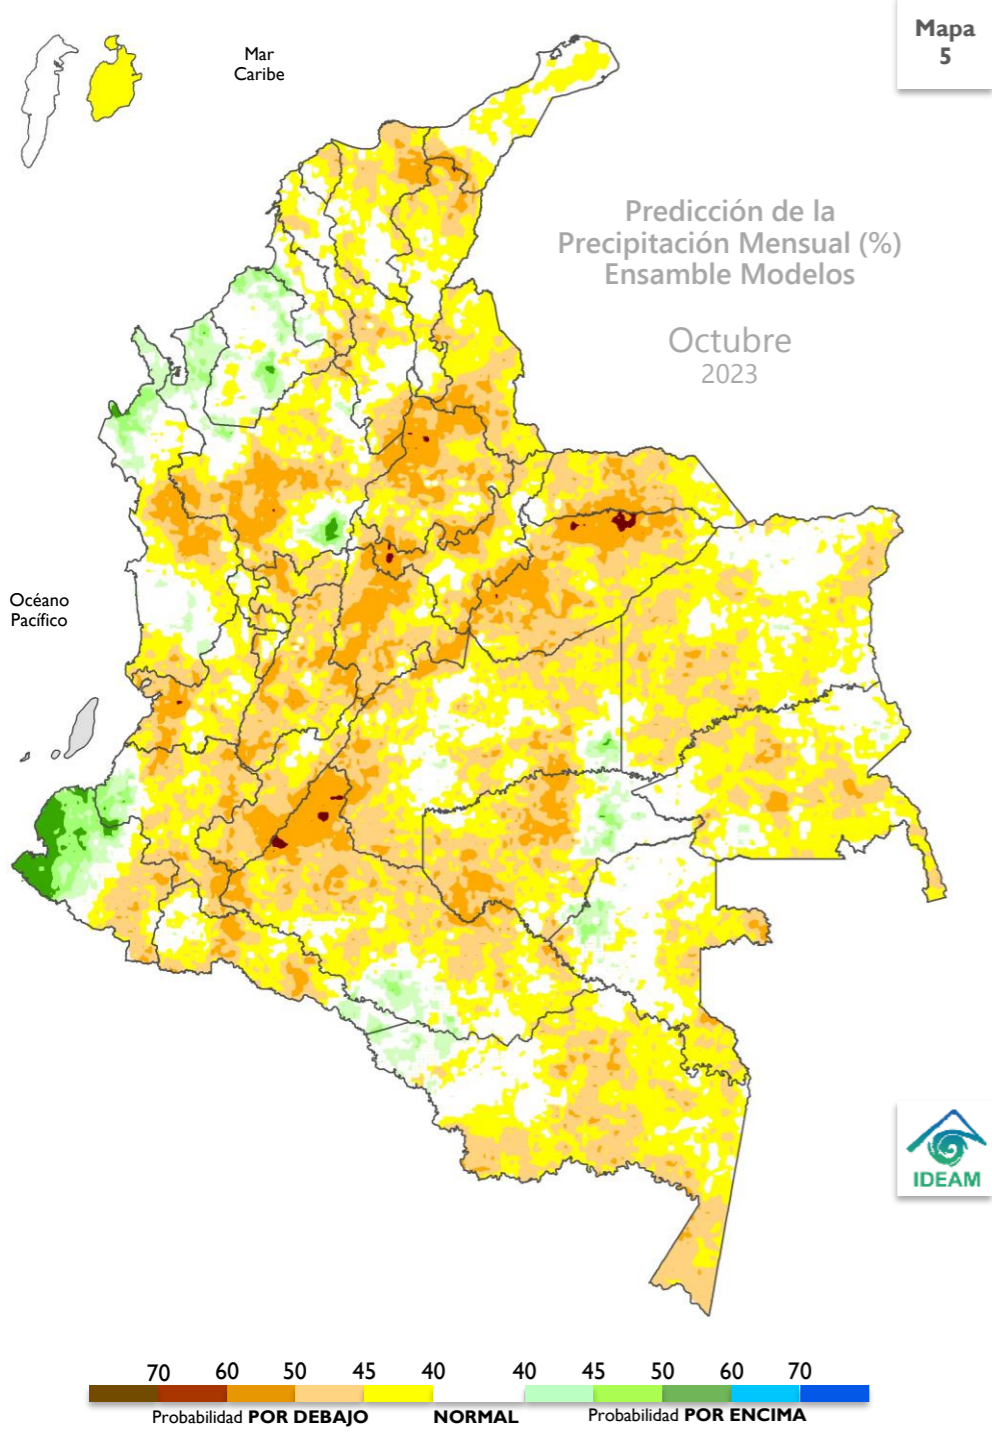 Mapa
5
Mar
Caribe
Predicción de la
Precipitación Mensual (%)
Ensamble Modelos
Octubre
2023
Océano
Pacífico
IDEAM
70 60 50 45 40 40 45 50 60 70
Probabilidad POR DEBAJO NORMAL Probabilidad POR ENCIMA